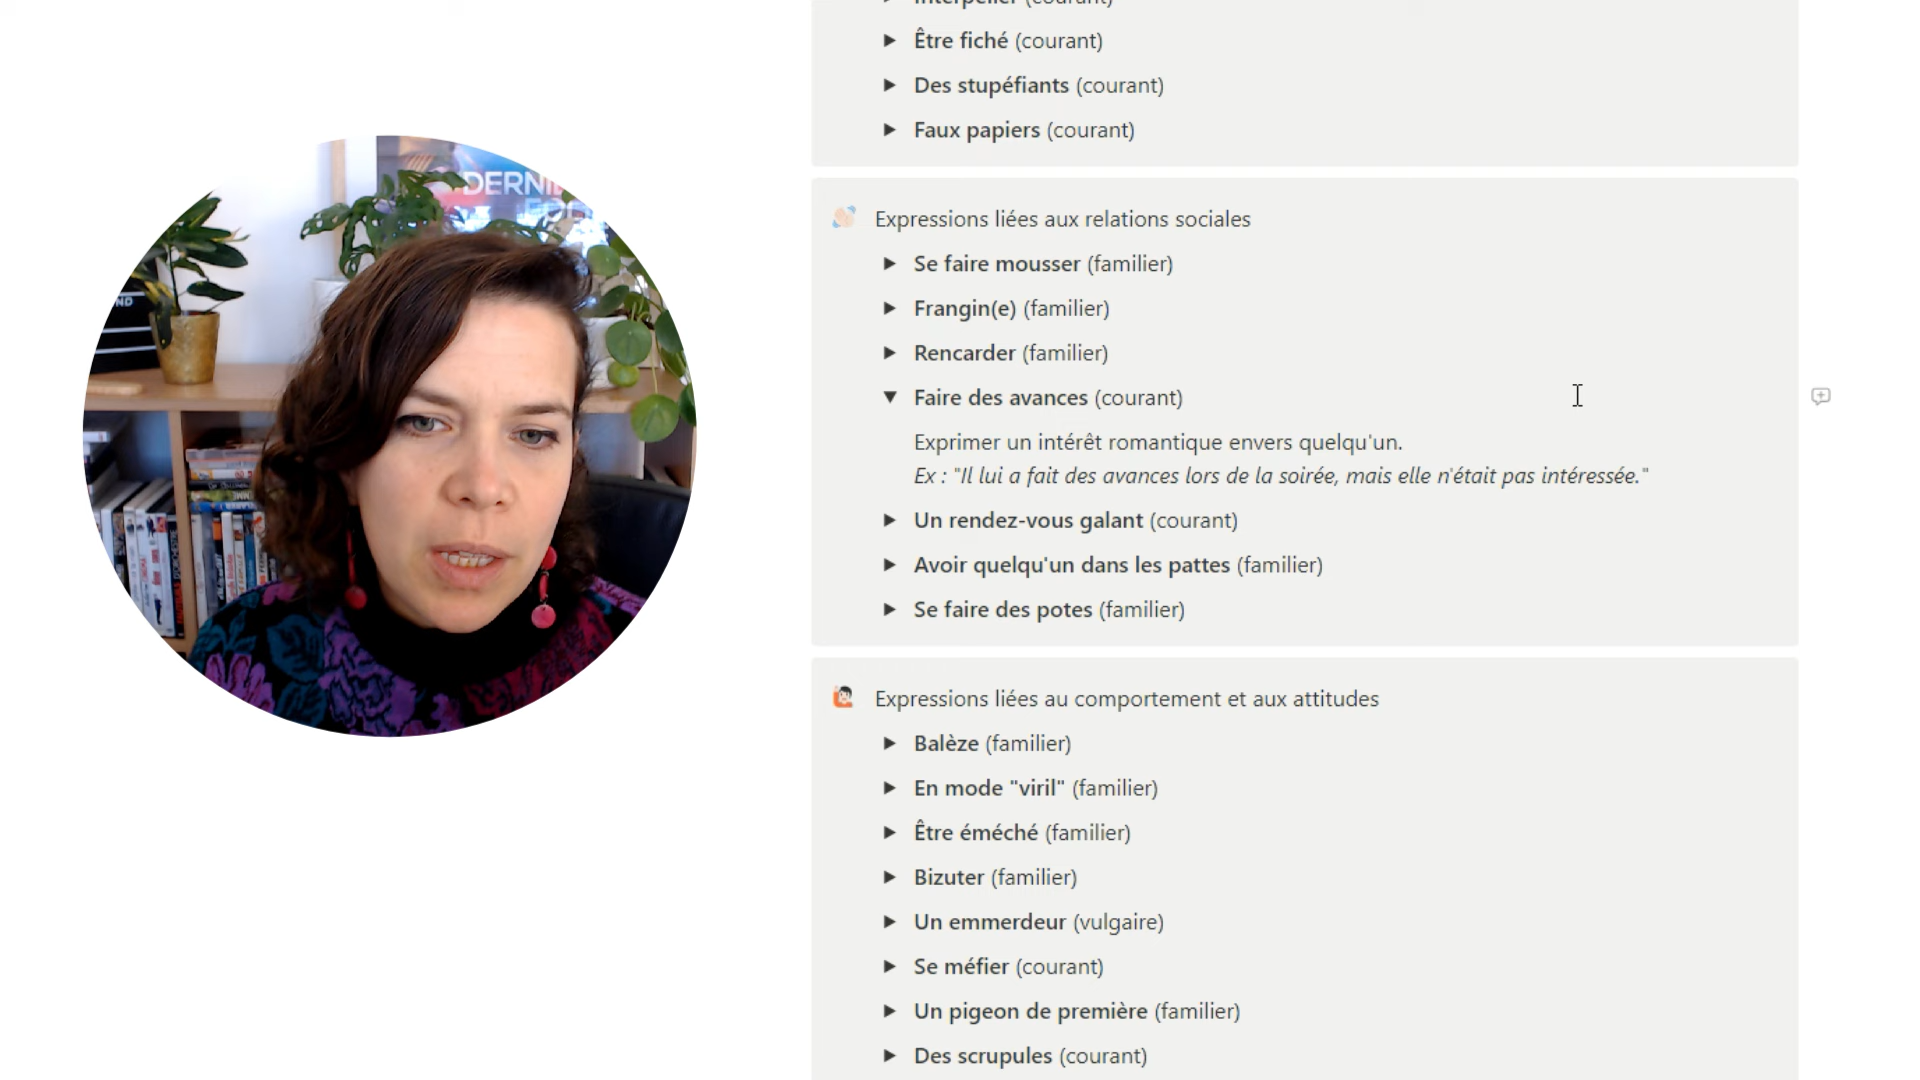 Interpeller (courant)
Être fiché (courant)
Des stupéfiants (courant)
Faux papiers (courant)
DERNI
Expressions liées aux relations sociales
Se faire mousser (familier)
Frangin(e) (familier)
Rencarder (familier)
Faire des avances (courant)
Exprimer un intérêt romantique envers quelqu'un.
Ex : "Il lui a fait des avances lors de la soirée, mais elle n'était pas intéressée."
Un rendez-vous galant (courant)
Avoir quelqu'un dans les pattes (familier)
Se faire des potes (familier)
Expressions liées au comportement et aux attitudes
Balèze (familier)
En mode "viril" (familier)
Être éméché (familier)
Bizuter (familier)
Un emmerdeur (vulgaire)
Se méfier (courant)
Un pigeon de première (familier)
Des scrupules (courant)